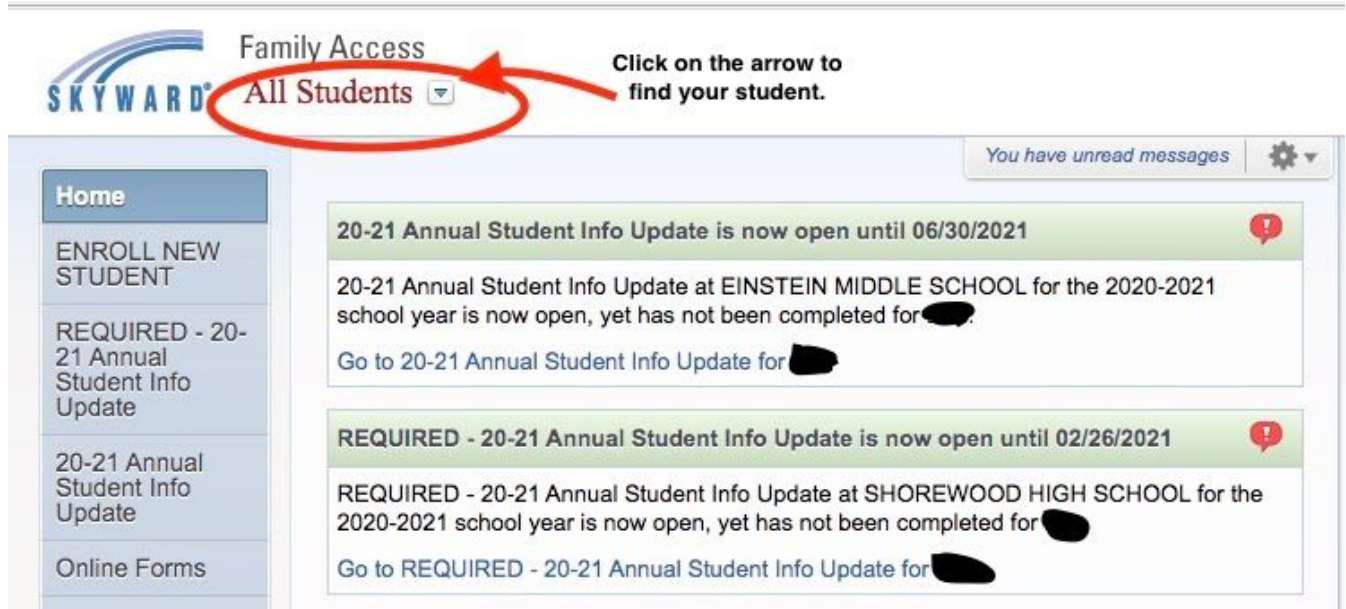 Family Access
SKYWARD®
All Students
Click on the arrow to
find your student.
You have unread messages
Home
ENROLL NEW
STUDENT
REQUIRED - 20-
21 Annual
Student Info
Update
20-21 Annual
Student Info
Update
Online Forms
20-21 Annual Student Info Update is now open until 06/30/2021
20-21 Annual Student Info Update at EINSTEIN MIDDLE SCHOOL for the 2020-2021
school year is now open, yet has not been completed for .
Go to 20-21 Annual Student Info Update for
REQUIRED - 20-21 Annual Student Info Update is now open until 02/26/2021
REQUIRED - 20-21 Annual Student Info Update at SHOREWOOD HIGH SCHOOL for the
2020-2021 school year is now open, yet has not been completed for
Go to REQUIRED - 20-21 Annual Student Info Update for